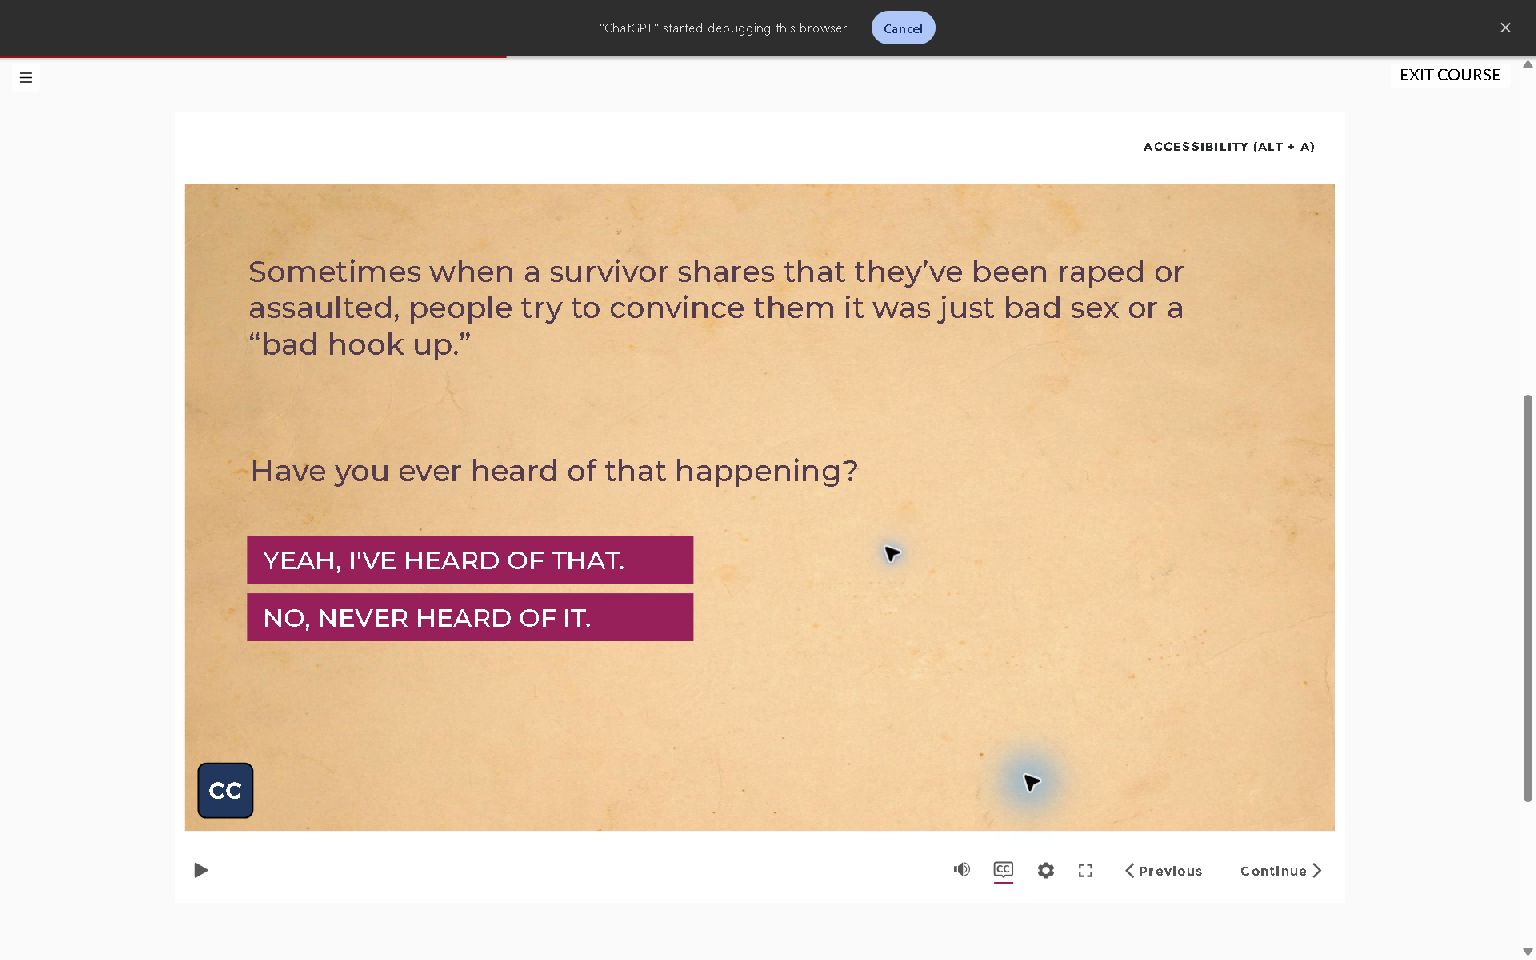 "ChatGPT" started debugging this browser
Cancel
EXIT COURSE
ACCESSIBILITY (ALT + A)
Sometimes when a survivor shares that they’ve been raped or
assaulted, people try to convince them it was just bad sex or a
“bad hook up.”
Have you ever heard of that happening?
YEAH, I'VE HEARD OF THAT.
NO, NEVER HEARD OF IT.
CC
CC
Previous
Continue